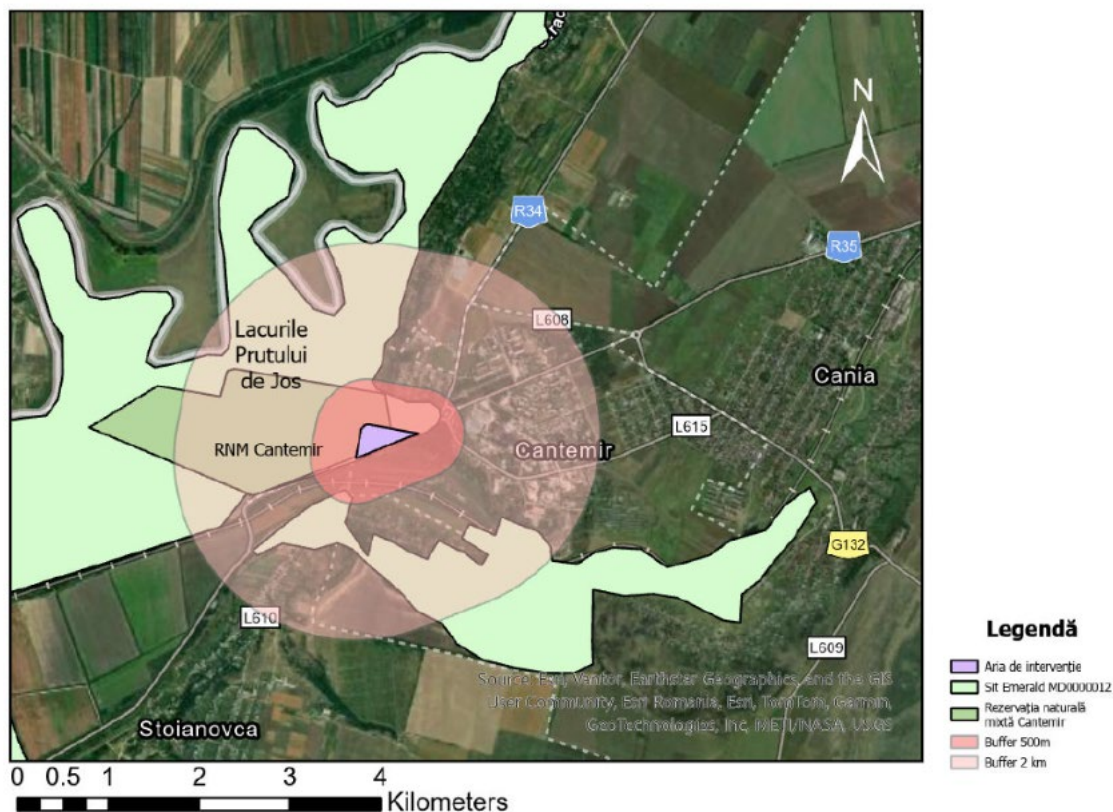 N
R34
R35
L608
Lacurile
Prutului
de Jos
Cania
L615
RNM Cantemir
Cantemir
G132
L610
L609
Legendă
Aria de intervenție
Sit Emerald MD0000012
Rezervația naturală
mixtă Cantemir
Buffer 500m
Buffer 2 km
Source: Esri, Vantor, Earthstar Geographics, and the GIS
User Community, Esri Romania, Esri, TomTom, Garmin,
GeoTechnologies, Inc, METI/NASA, USGS
Stoianovca
0 0.5 1 2 3 4
Kilometers